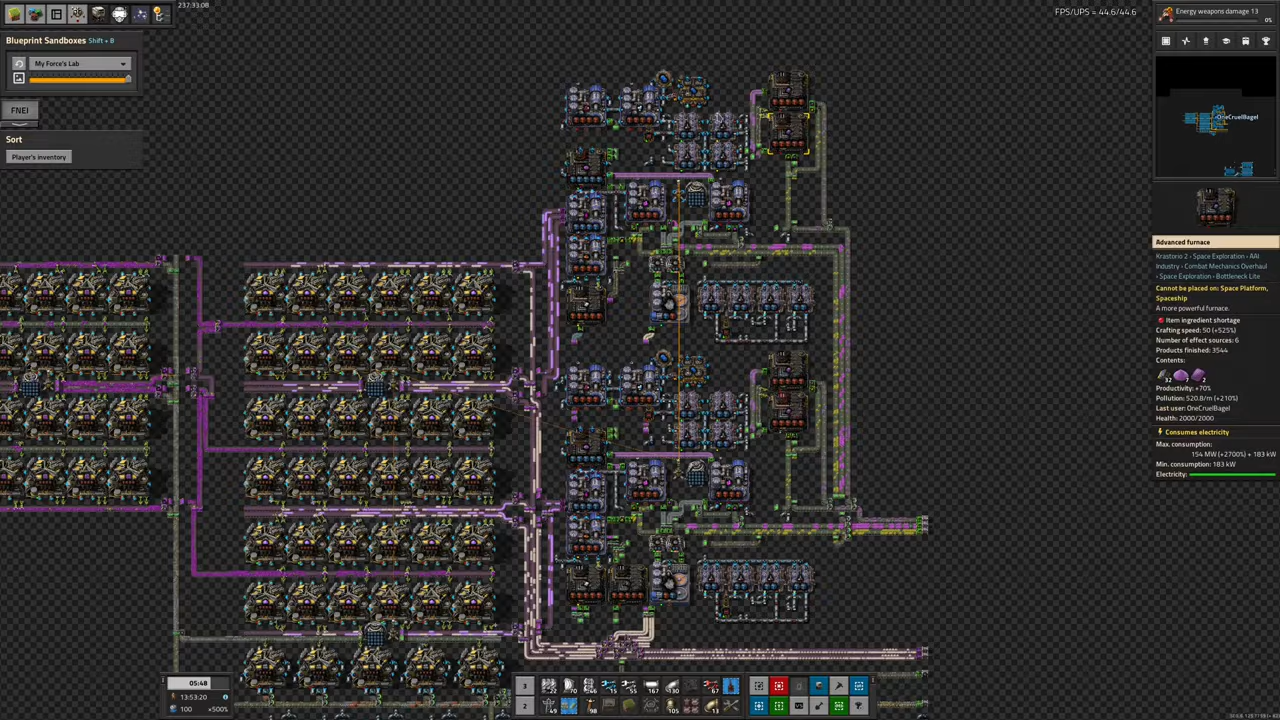 237:33:08
FPS/UPS = 44.6/44.6
Energy weapons damage 13
Blueprint Sandboxes Shift + B
My Force's Lab
FNEI
Sort
Player's inventory
OneCruelBagel
Advanced furnace
Krastorio 2 › Space Exploration › AAI
Industry › Combat Mechanics Overhaul
› Space Exploration › Bottleneck Lite
Cannot be placed on: Space Platform,
Spaceship
A more powerful furnace.
Item ingredient shortage
Crafting speed: 50 (+525%)
Number of effect sources: 6
Products finished: 3544
Contents:
32
Productivity: +70%
Pollution: 520.8/m (+210%)
Last user: OneCruelBagel
Health: 2000/2000
Consumes electricity
Max. consumption:
154 MW (+2700%) + 183
kW
Min. consumption: 183 kW
Electricity:
05:48
13:53:20
100 ×500%
3
2